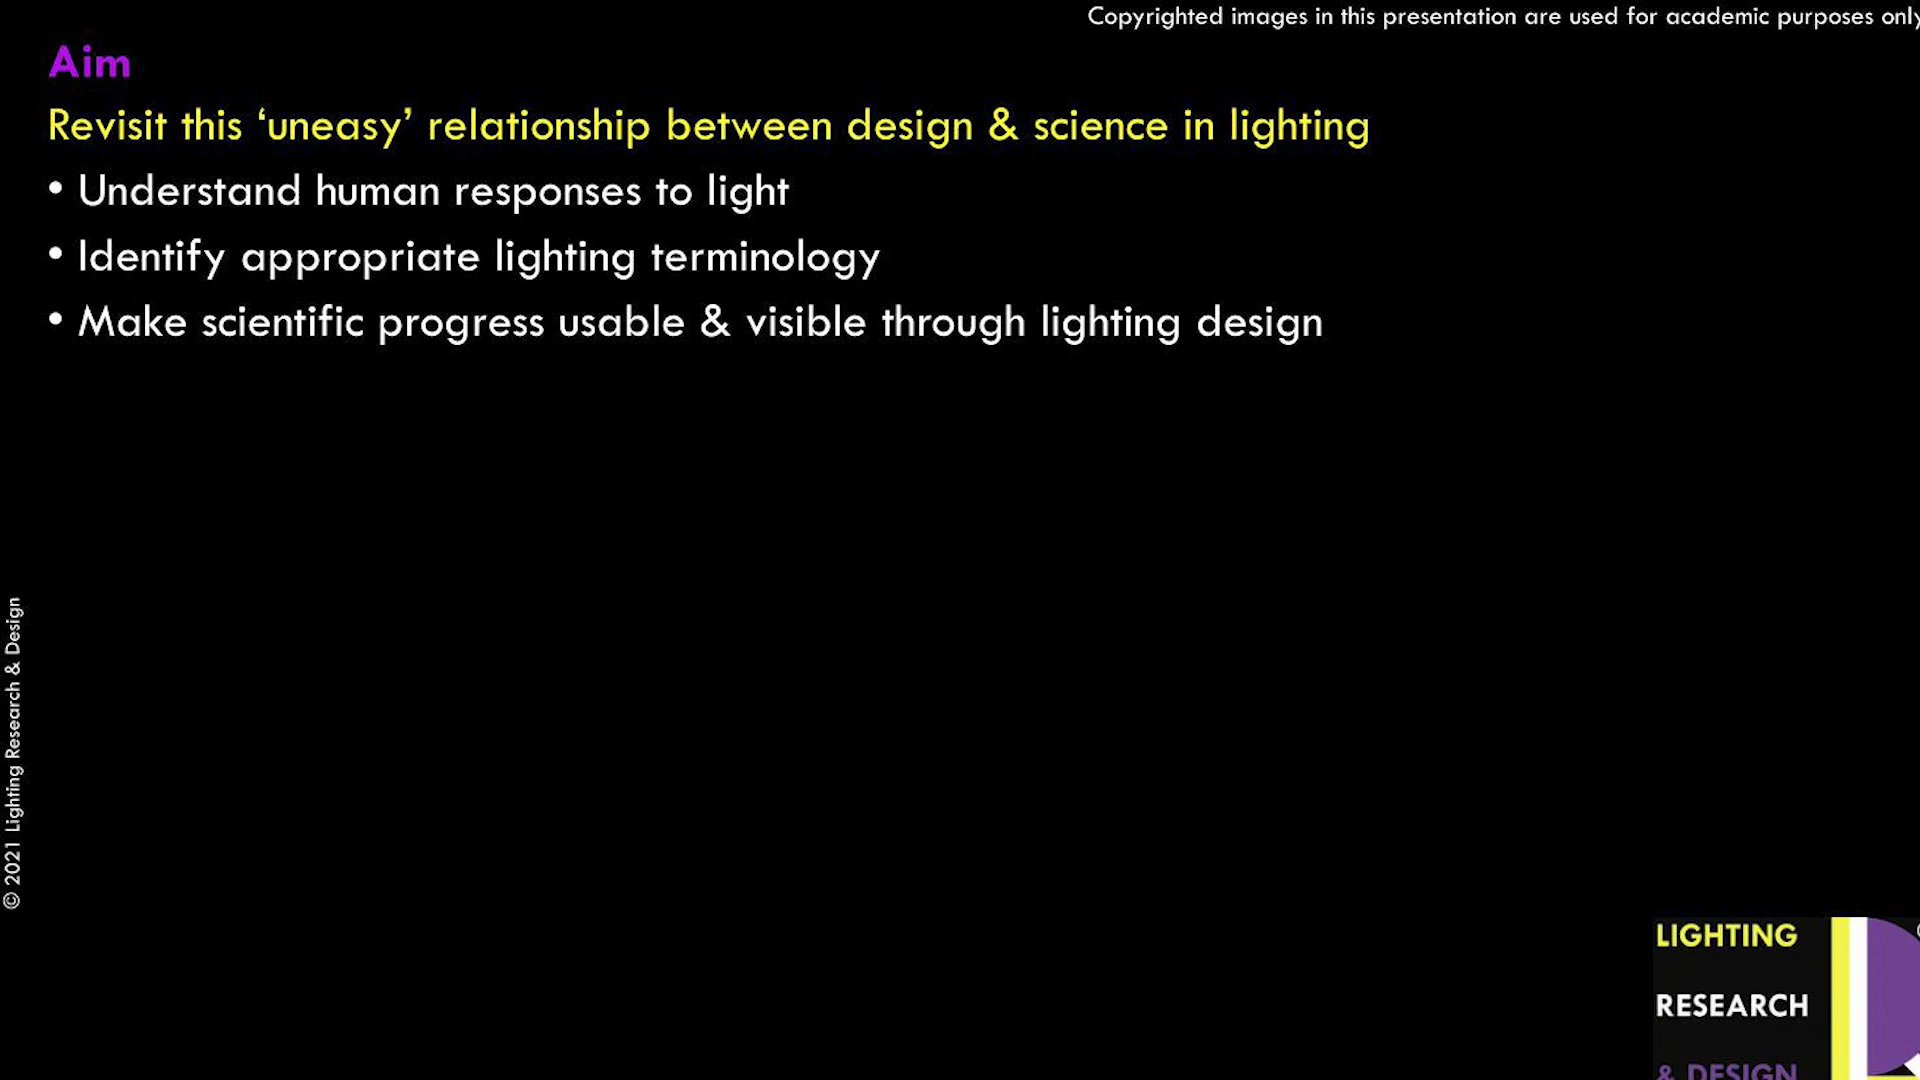 Copyrighted images in this presentation are used for academic purposes only
Aim
Revisit this ‘uneasy’ relationship between design & science in lighting
• Understand human responses to light
• Identify appropriate lighting terminology
• Make scientific progress usable & visible through lighting design
© 2021 Lighting Research & Design
LIGHTING
RESEARCH
& DESIGN